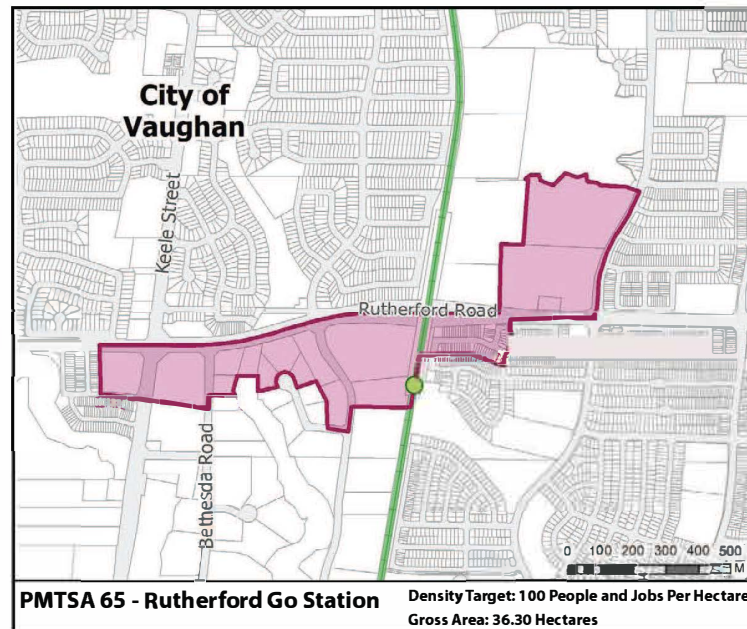 City of
Vaughan
Keele Street
Rutherford Road
Bethesda Road
0 100 200 300 400 500
M
PMTSA 65 - Rutherford Go Station
Density Target: 100 People and Jobs Per Hectare
Gross Area: 36.30 Hectares